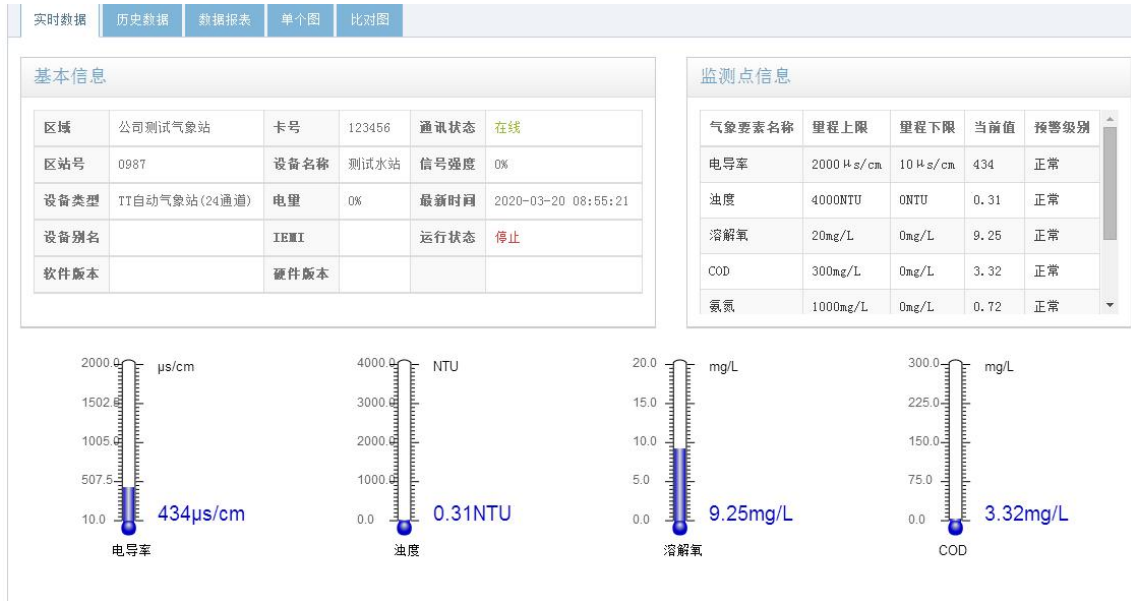 实时数据 历史数据 数据报表 单个图 比对图
基本信息
区域 公司测试气象站 卡号 123456 通讯状态 在线
区站号 0987 设备名称 测试水站 信号强度 0%
设备类型 TT自动气象站(24通道) 电量 0% 最新时间 2020-03-20 08:55:21
设备别名 IEMI 运行状态 停止
软件版本 硬件版本
监测点信息
气象要素名称 量程上限 量程下限 当前值 预警级别
电导率 2000μs/cm 10μs/cm 434 正常
浊度 4000NTU 0NTU 0.31 正常
溶解氧 20mg/L 0mg/L 9.25 正常
COD 300mg/L 0mg/L 3.32 正常
氨氮 1000mg/L 0mg/L 0.72 正常
2000.0 μs/cm
1502.5
1005.0
507.5
10.0 434μs/cm
电导率
4000.0 NTU
3000.0
2000.0
1000.0
0.0 0.31NTU
浊度
20.0 mg/L
15.0
10.0
5.0
0.0 9.25mg/L
溶解氧
300.0 mg/L
225.0
150.0
75.0
0.0 3.32mg/L
COD